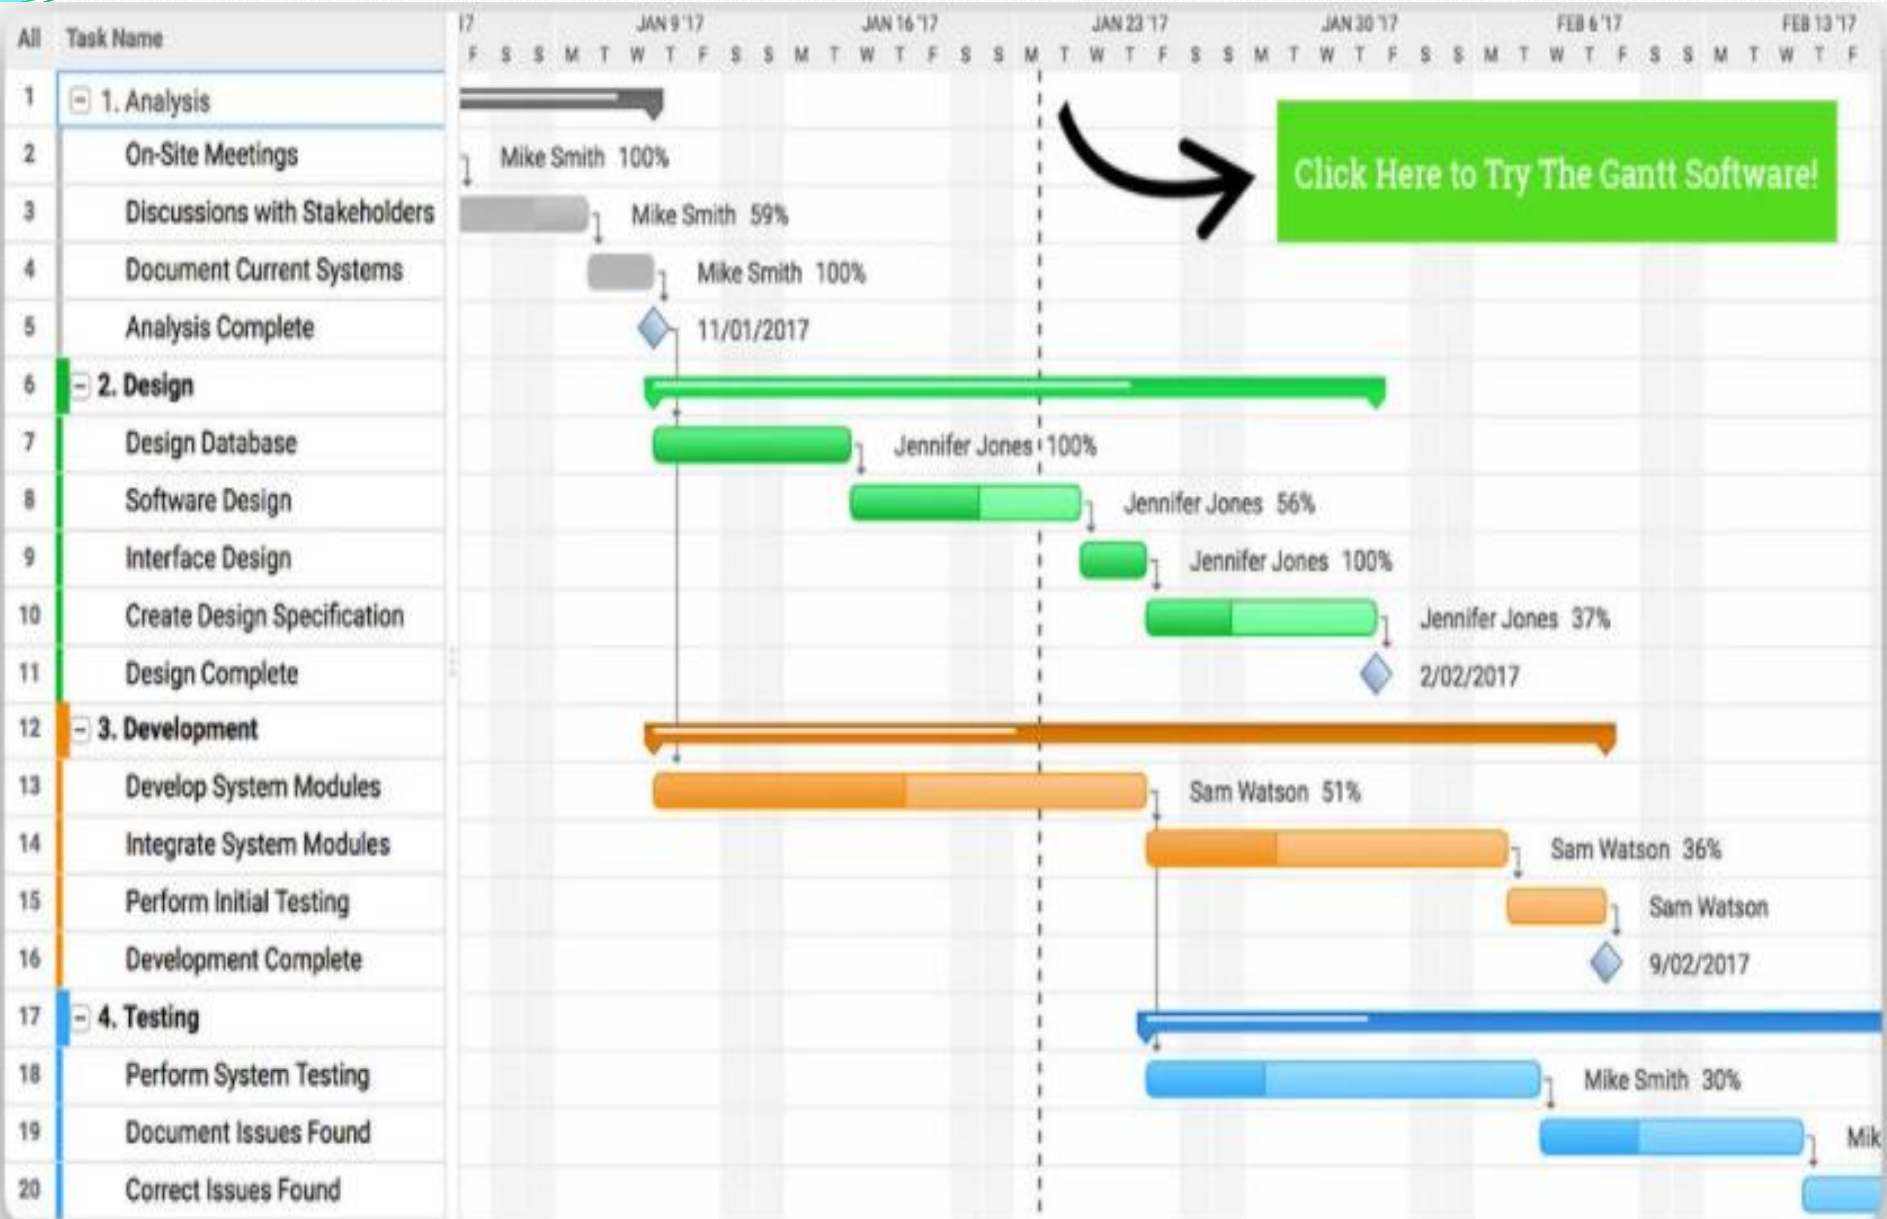 '17 JAN 9 '17 JAN 16 '17 JAN 23 '17 JAN 30 '17 FEB 6 '17 FEB 13 '17
All Task Name
F S S M T W T F S S M T W T F S S M T W T F S S M T W T F S S M T W T F S S M T W T F
1 1. Analysis
2 On-Site Meetings Mike Smith 100%
3 Discussions with Stakeholders Mike Smith 59%
Click Here to Try The Gantt Software!
4 Document Current Systems Mike Smith 100%
5 Analysis Complete 11/01/2017
6 2. Design
7 Design Database Jennifer Jones 100%
8 Software Design Jennifer Jones 56%
9 Interface Design Jennifer Jones 100%
10 Create Design Specification Jennifer Jones 37%
11 Design Complete 2/02/2017
12 3. Development
13 Develop System Modules Sam Watson 51%
14 Integrate System Modules Sam Watson 36%
15 Perform Initial Testing Sam Watson
16 Development Complete 9/02/2017
17 4. Testing
18 Perform System Testing Mike Smith 30%
19 Document Issues Found Mik
20 Correct Issues Found